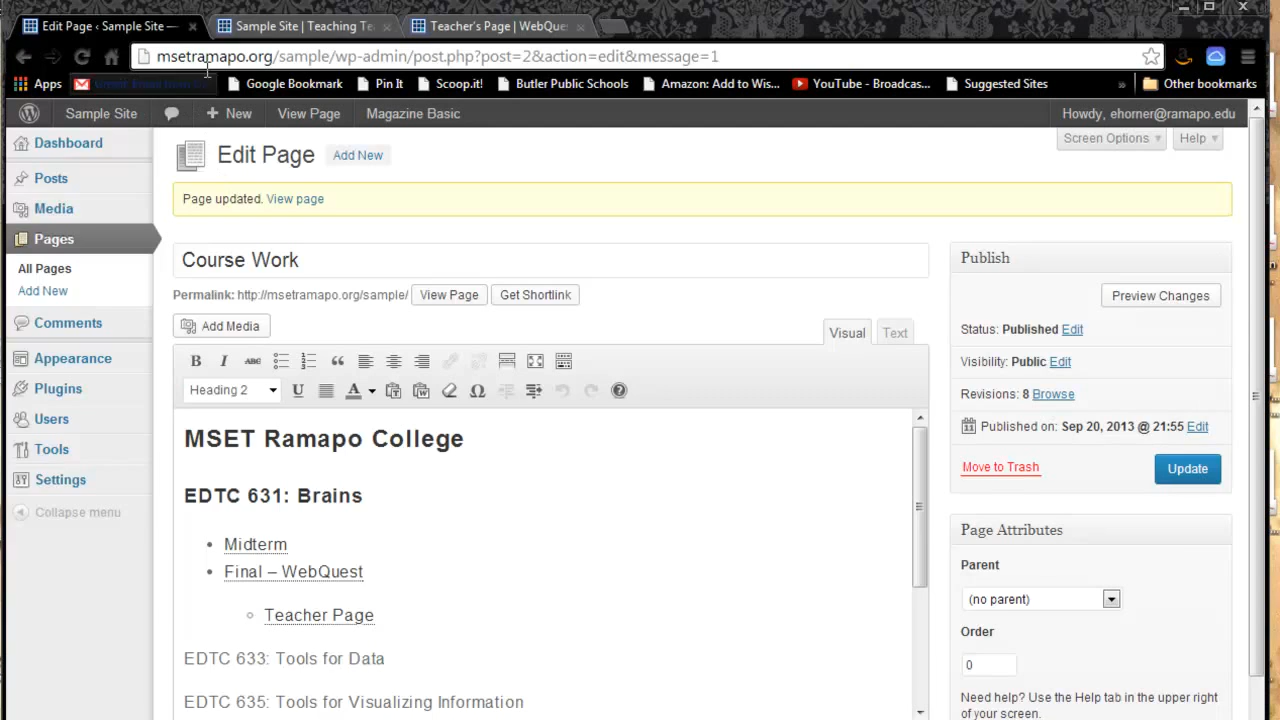 Edit Page ‹ Sample Site —
Sample Site | Teaching Te
Teacher's Page | WebQue
msetramapo.org/sample/wp-admin/post.php?post=2&action=edit&message=1
Apps
Google Bookmark
Pin It
Scoop.it!
Butler Public Schools
Amazon: Add to Wis...
YouTube - Broadcas...
Suggested Sites
»
Other bookmarks
Sample Site
+ New
View Page
Magazine Basic
Howdy, ehorner@ramapo.edu
Dashboard
Posts
Media
Pages
All Pages
Add New
Comments
Appearance
Plugins
Users
Tools
Settings
Collapse menu
Screen Options
Help
Edit Page
Add New
Page updated. View page
Course Work
Permalink: http://msetramapo.org/sample/
View Page
Get Shortlink
Add Media
Visual
Text
B I ABC
Heading 2
U A
MSET Ramapo College
EDTC 631: Brains
• Midterm
• Final – WebQuest
◦ Teacher Page
EDTC 633: Tools for Data
EDTC 635: Tools for Visualizing Information
Publish
Preview Changes
Status: Published Edit
Visibility: Public Edit
Revisions: 8 Browse
Published on: Sep 20, 2013 @ 21:55 Edit
Move to Trash
Update
Page Attributes
Parent
(no parent)
Order
0
Need help? Use the Help tab in the upper right
of your screen.